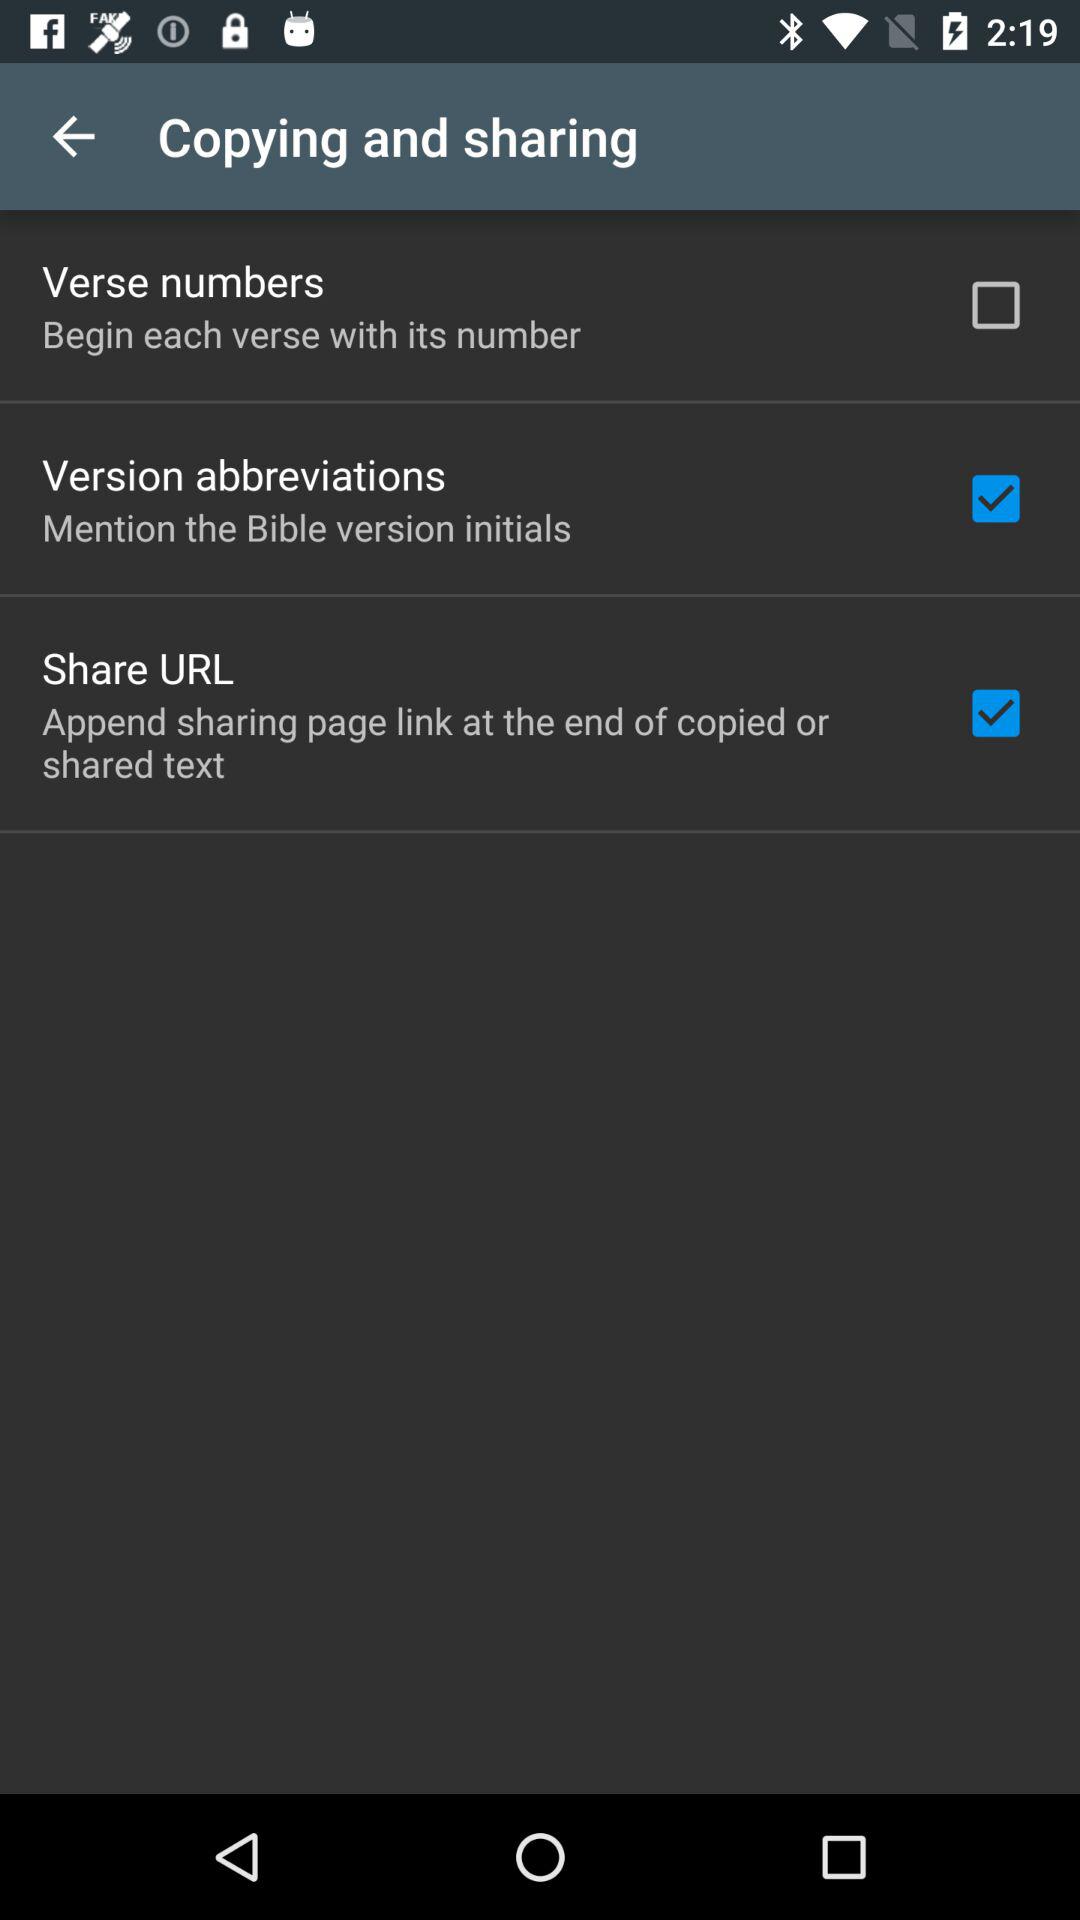 FAKE
2:19
Copying and sharing
Verse numbers
Begin each verse with its number
Version abbreviations
Mention the Bible version initials
Share URL
Append sharing page link at the end of copied or
shared text